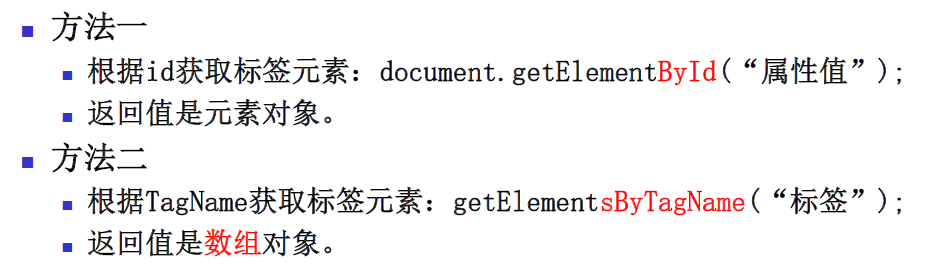 方法一
根据id获取标签元素：document.getElementById(“属性值”);
返回值是元素对象。
方法二
根据TagName获取标签元素：getElementsByTagName(“标签”);
返回值是数组对象。